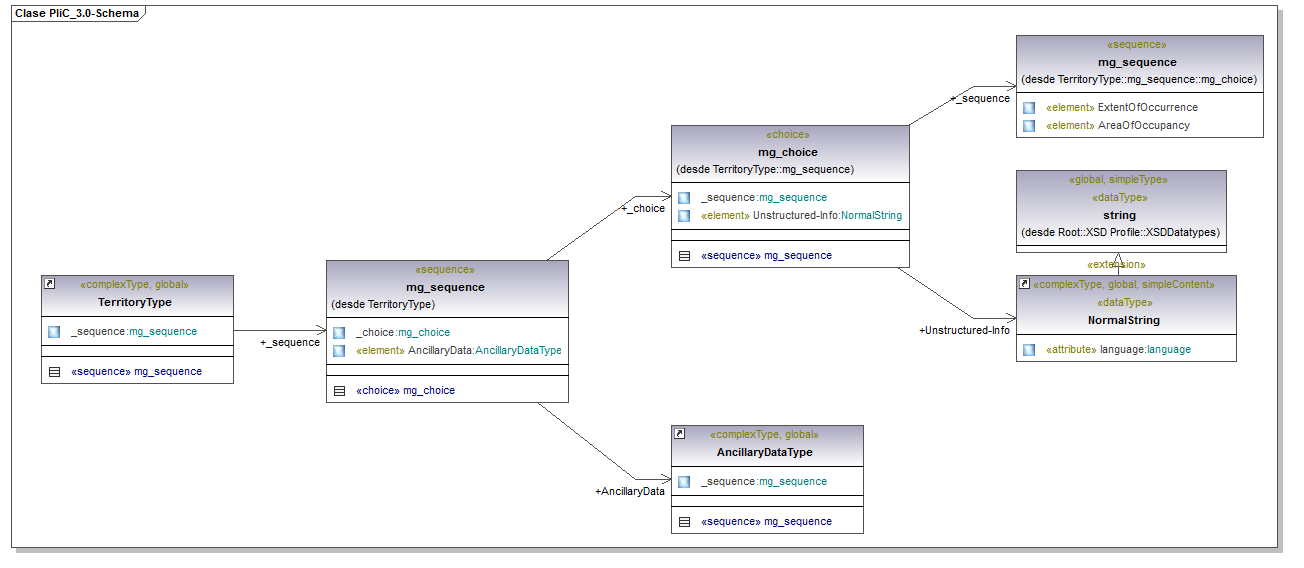 Clase PliC_3.0-Schema
«complexType, global»
TerritoryType
_sequence:mg_sequence
«sequence» mg_sequence
+_sequence
«sequence»
mg_sequence
(desde TerritoryType)
_choice:mg_choice
«element» AncillaryData:AncillaryDataType
«choice» mg_choice
+_choice
+AncillaryData
«choice»
mg_choice
(desde TerritoryType::mg_sequence)
_sequence:mg_sequence
«element» Unstructured-Info:NormalString
«sequence» mg_sequence
+_sequence
+Unstructured-Info
«complexType, global»
AncillaryDataType
_sequence:mg_sequence
«sequence» mg_sequence
«sequence»
mg_sequence
(desde TerritoryType::mg_sequence::mg_choice)
«element» ExtentOfOccurrence
«element» AreaOfOccupancy
«global, simpleType»
«dataType»
string
(desde Root::XSD Profile::XSDDatatypes)
«extension»
«complexType, global, simpleContent»
«dataType»
NormalString
«attribute» language:language